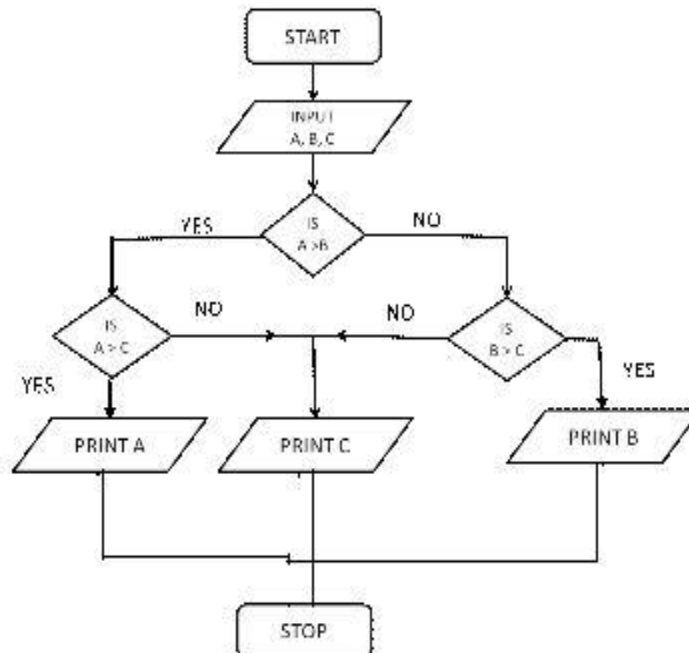 START
INPUT
A, B, C
IS
A >B
YES
NO
IS
A > C
NO
NO
IS
B > C
YES
YES
PRINT A
PRINT C
PRINT B
STOP